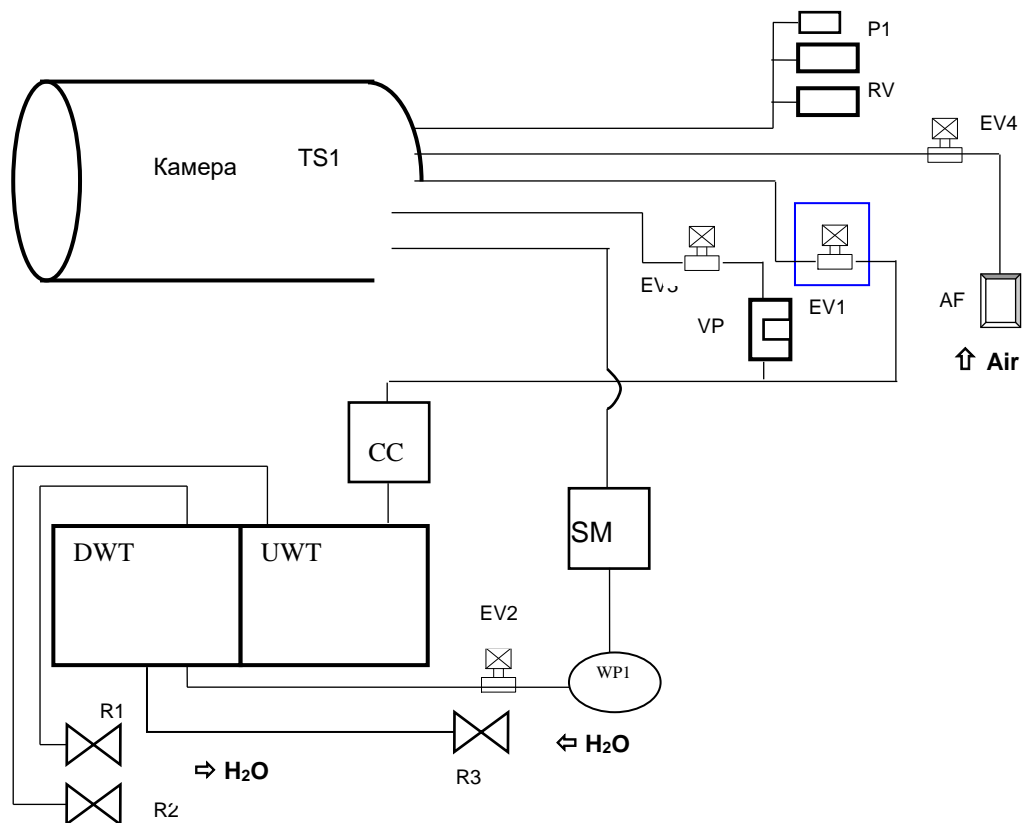 P1
RV
EV4
Камера
TS1
EV1
VP
AF
⇧ Air
CC
SM
DWT
UWT
EV2
WP1
R1
⇦ H₂O
⇨ H₂O
R3
R2